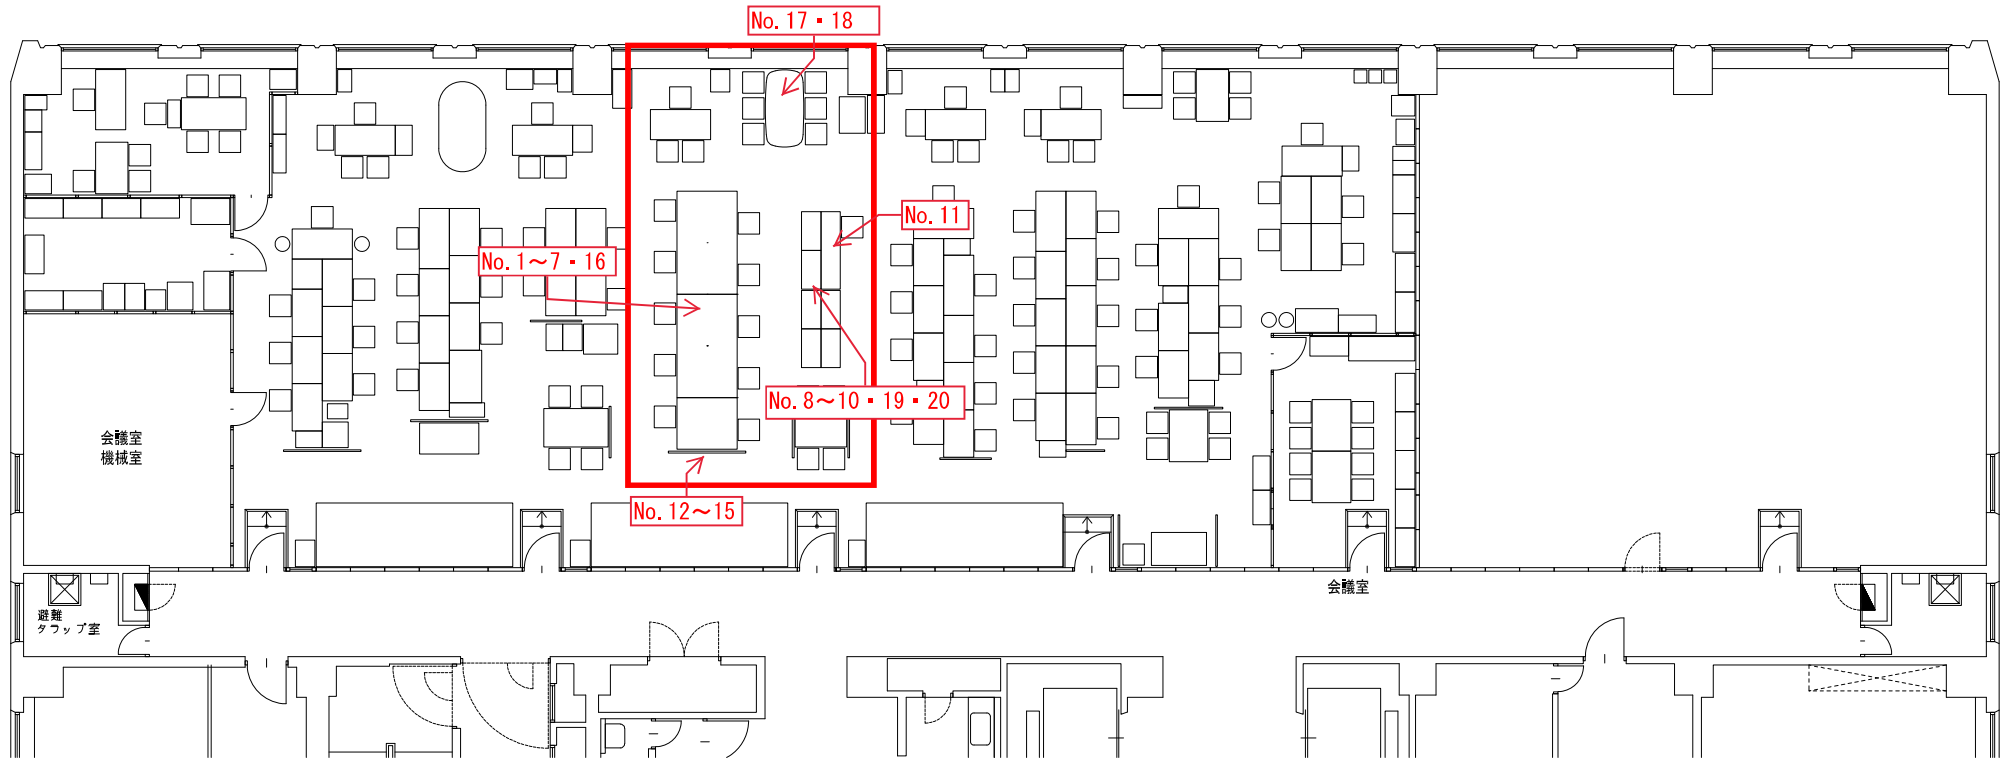 No.17・18
No.11
No.1～7・16
No.8～10・19・20
会議室
機械室
No.12～15
会議室
避難
タラップ室